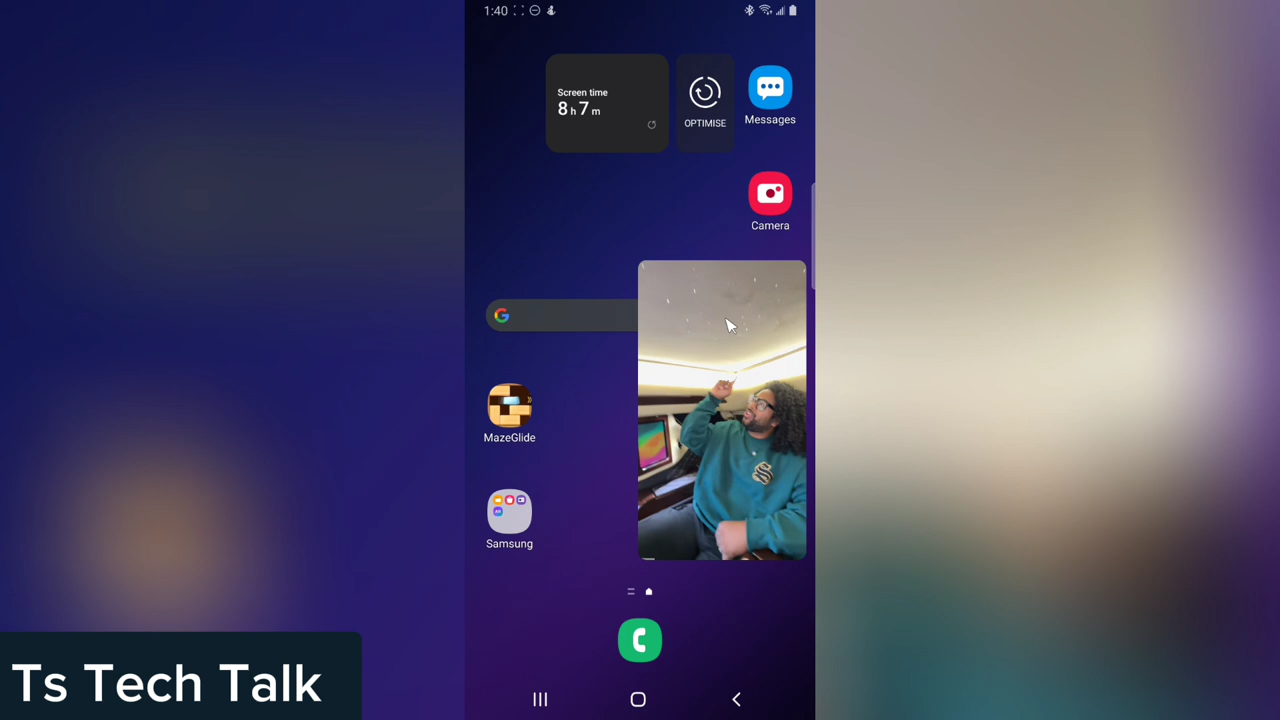 1:40
Screen time
8 h 7 m
OPTIMISE
Messages
Camera
G
MazeGlide
Samsung
Ts Tech Talk